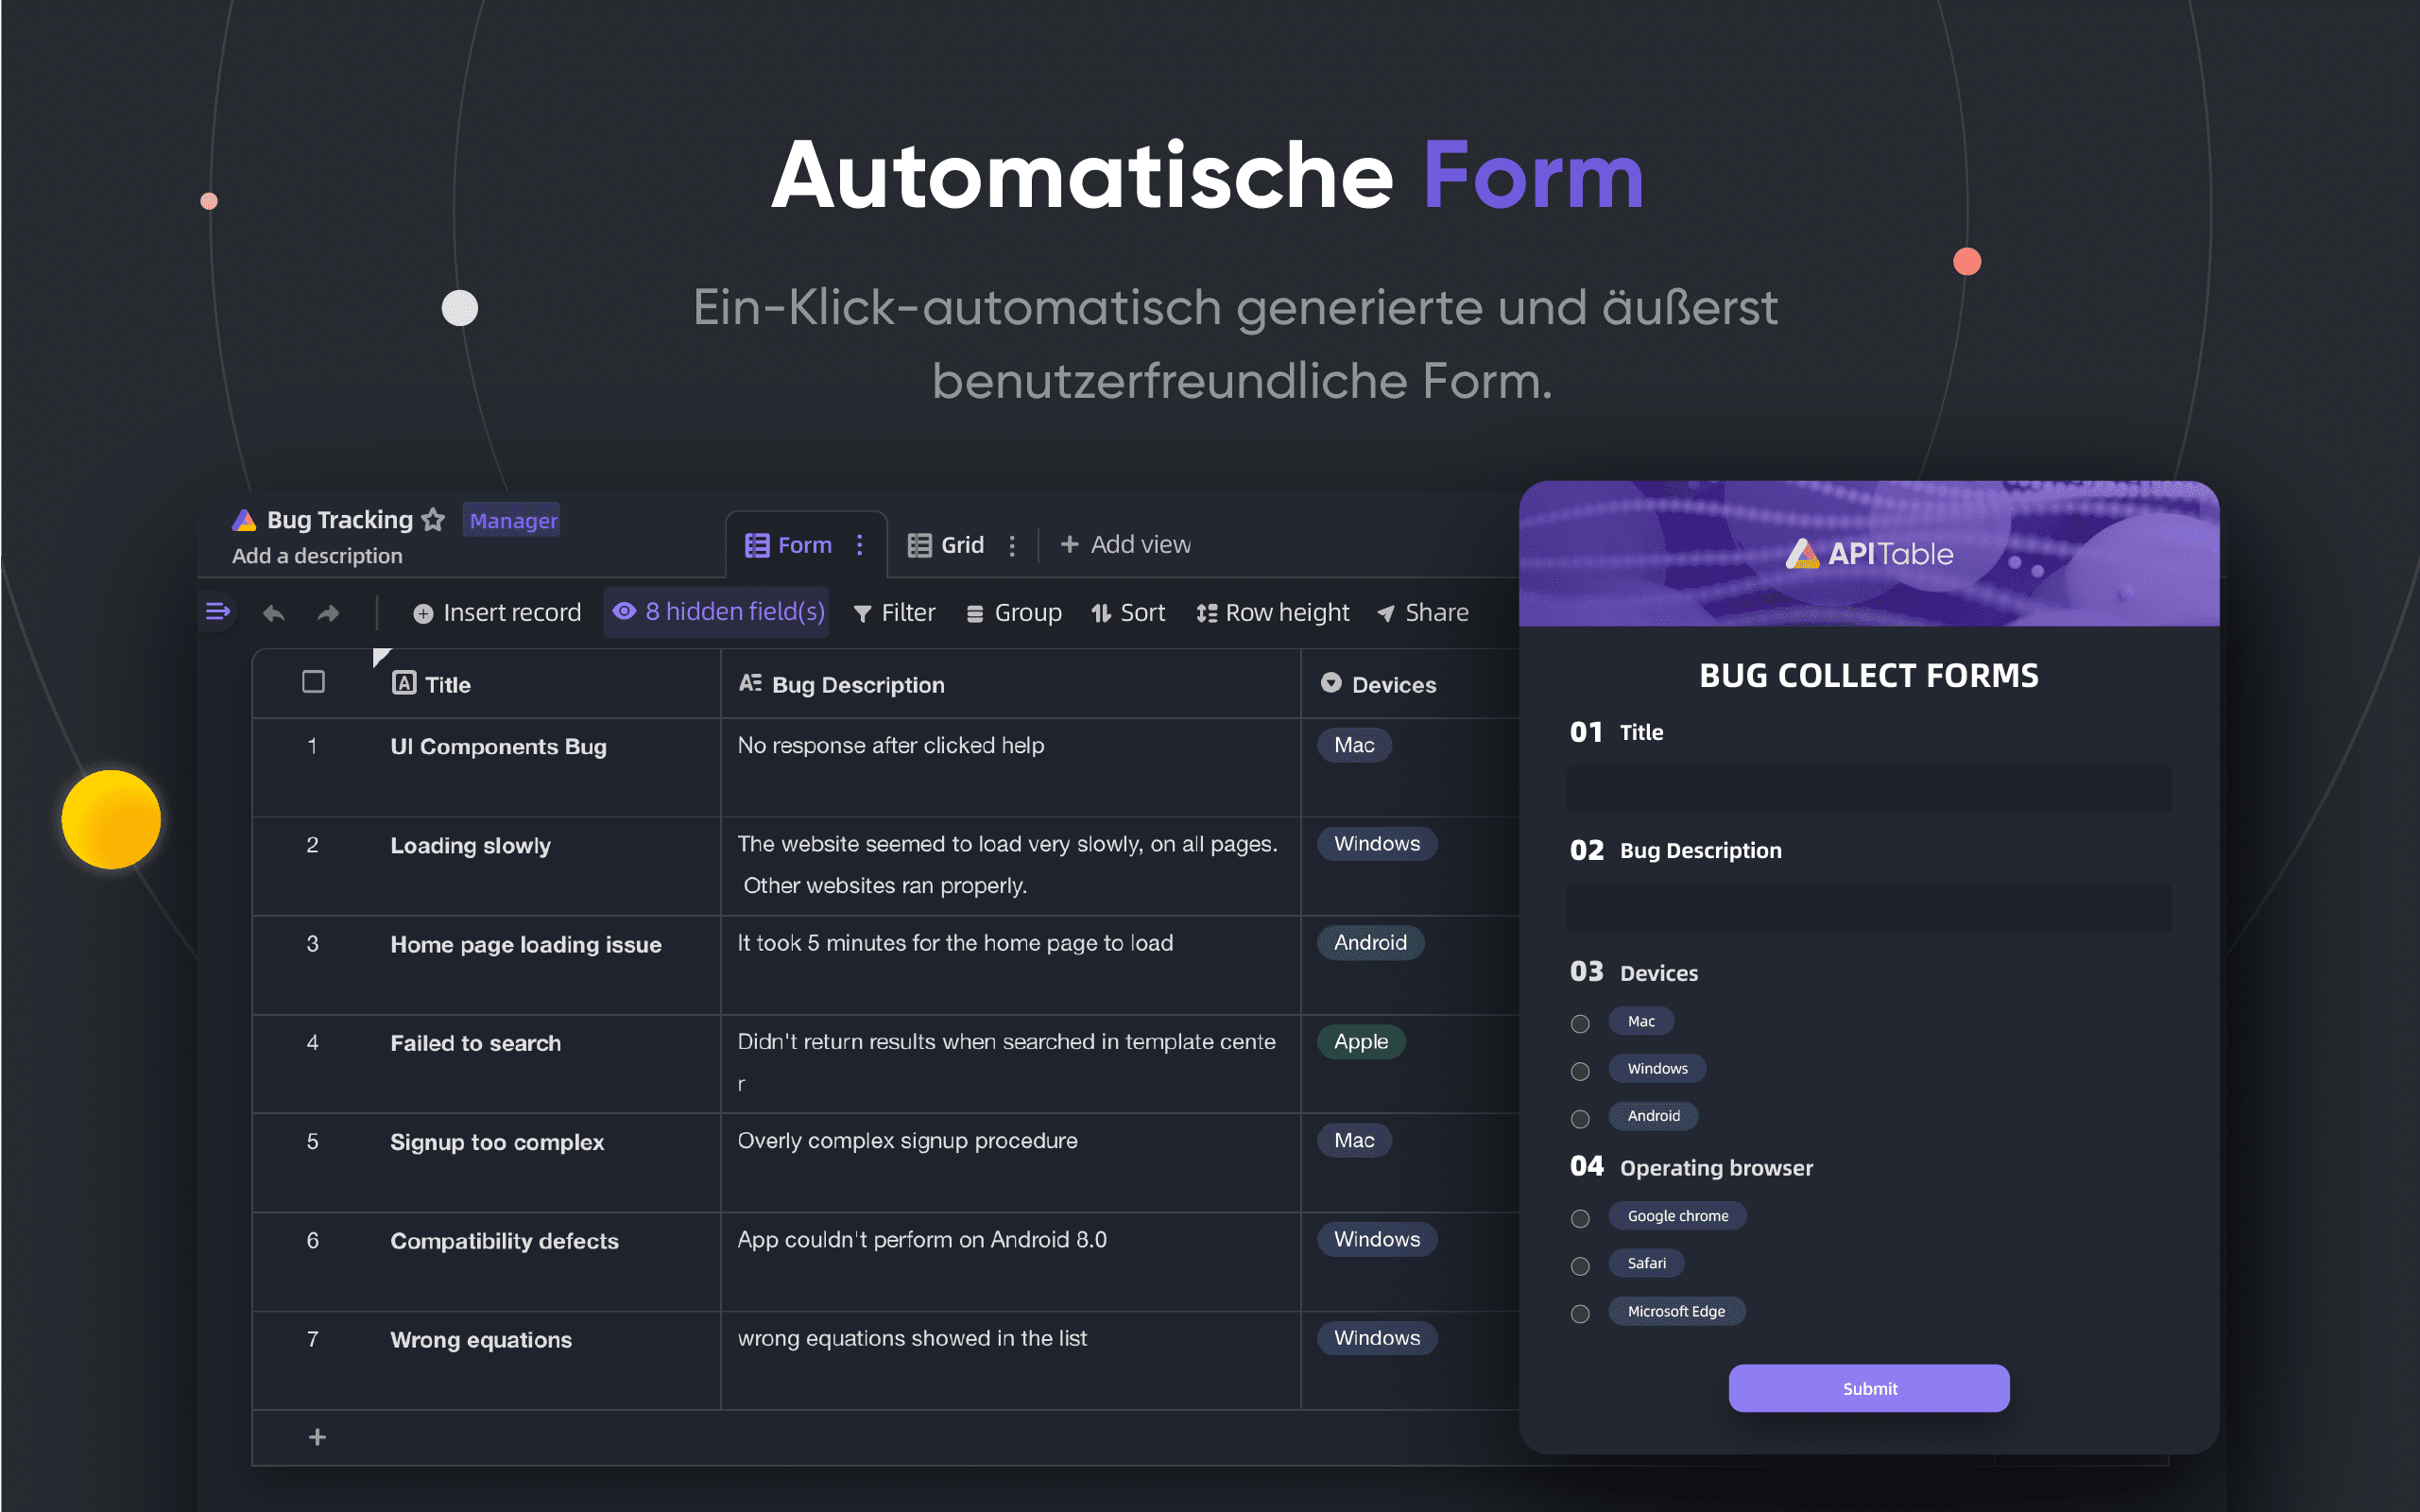 Automatische Form
Ein-Klick-automatisch generierte und äußerst
benutzerfreundliche Form.
Bug Tracking Manager
Add a description
Form Grid Add view
Insert record 8 hidden field(s) Filter Group Sort Row height Share
Title Bug Description Devices
1 UI Components Bug No response after clicked help Mac
2 Loading slowly The website seemed to load very slowly, on all pages. Windows
Other websites ran properly.
3 Home page loading issue It took 5 minutes for the home page to load Android
4 Failed to search Didn't return results when searched in template cente Apple
r
5 Signup too complex Overly complex signup procedure Mac
6 Compatibility defects App couldn't perform on Android 8.0 Windows
7 Wrong equations wrong equations showed in the list Windows
APITable
BUG COLLECT FORMS
01 Title
02 Bug Description
03 Devices
Mac
Windows
Android
04 Operating browser
Google chrome
Safari
Microsoft Edge
Submit